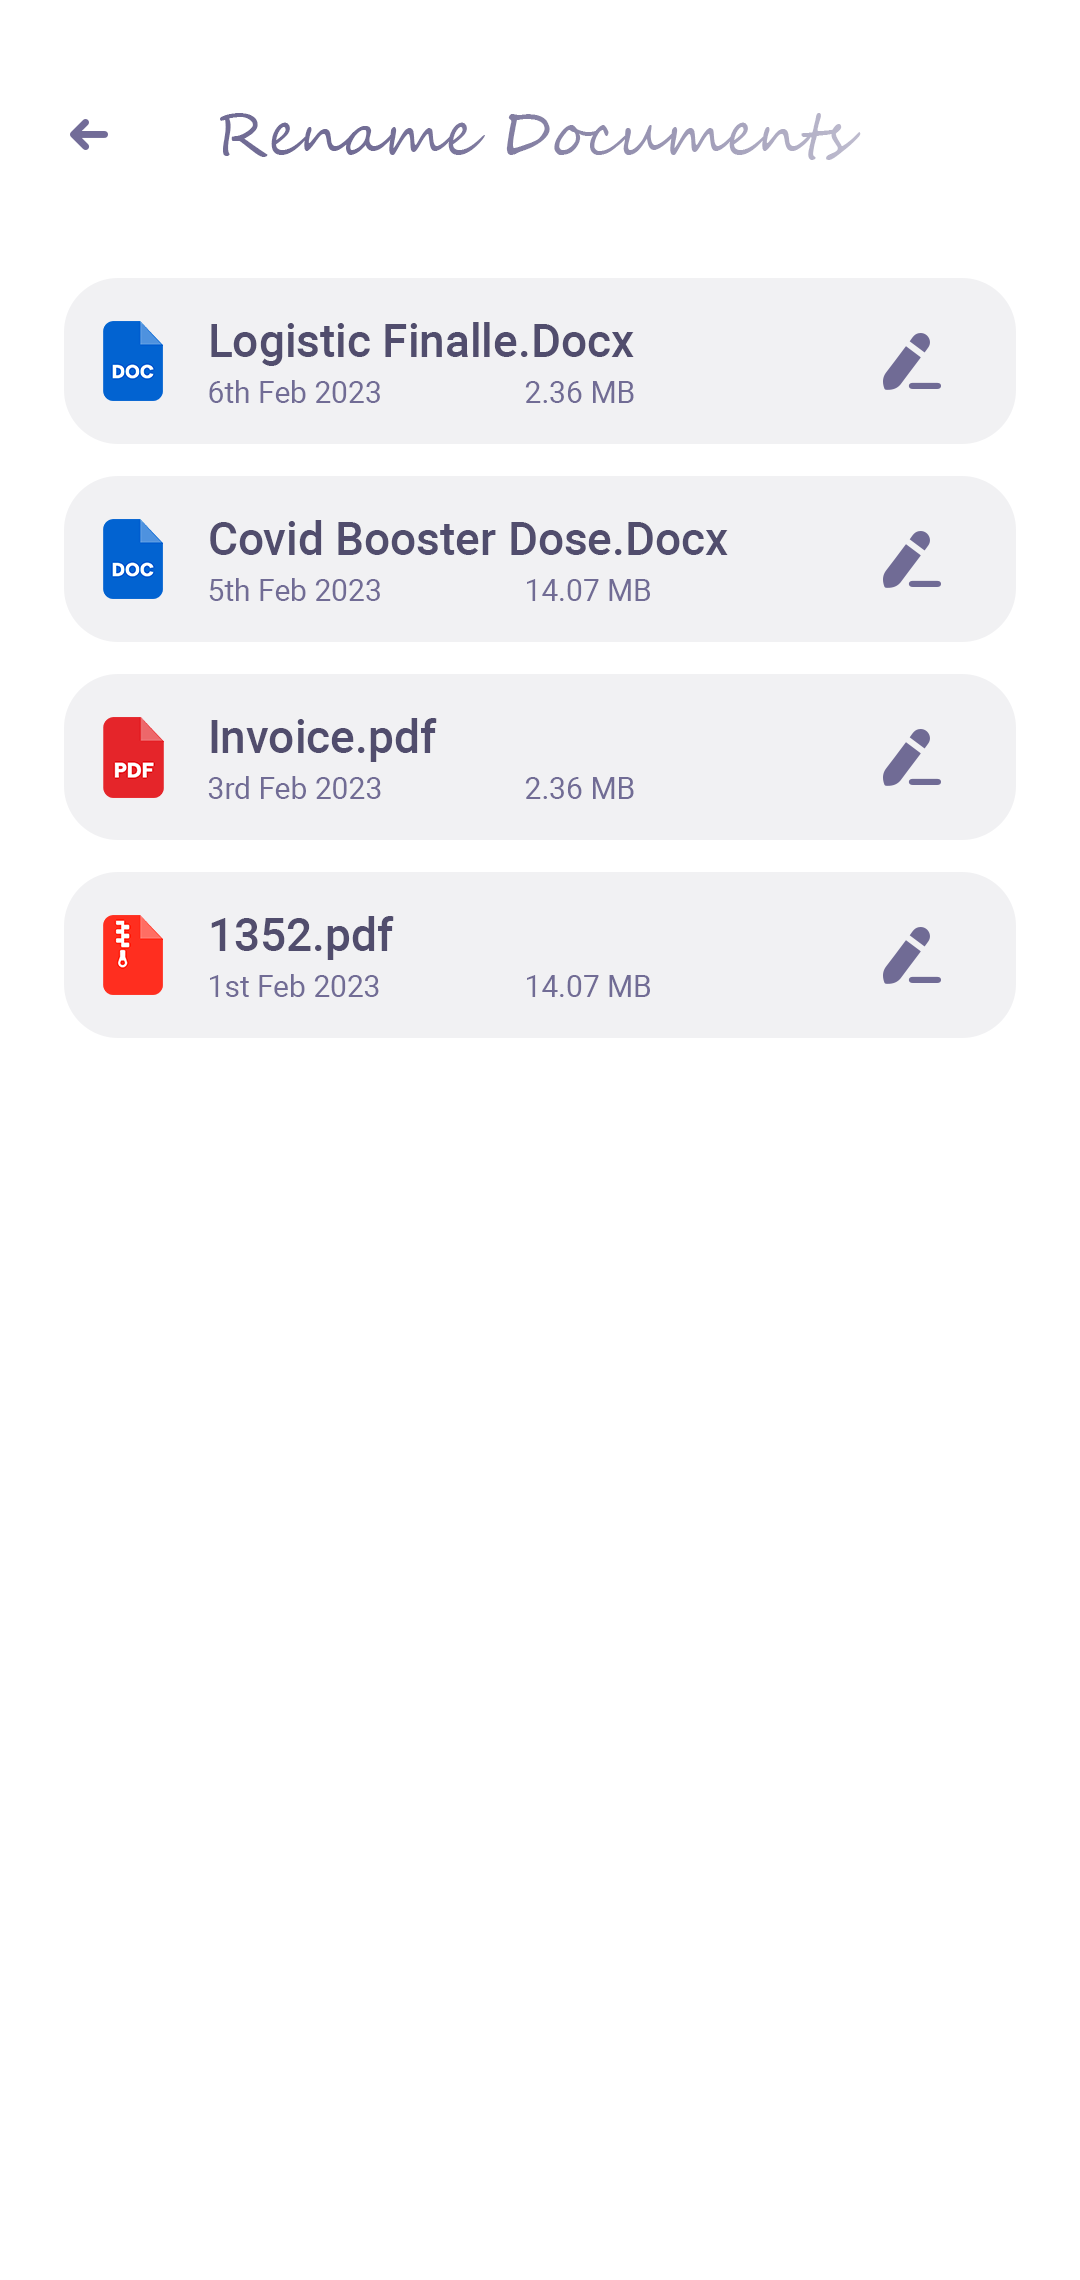 Rename Documents
Logistic Finalle.Docx
DOC
6th Feb 2023 2.36 MB
Covid Booster Dose.Docx
DOC
5th Feb 2023 14.07 MB
Invoice.pdf
PDF
3rd Feb 2023 2.36 MB
1352.pdf
1st Feb 2023 14.07 MB